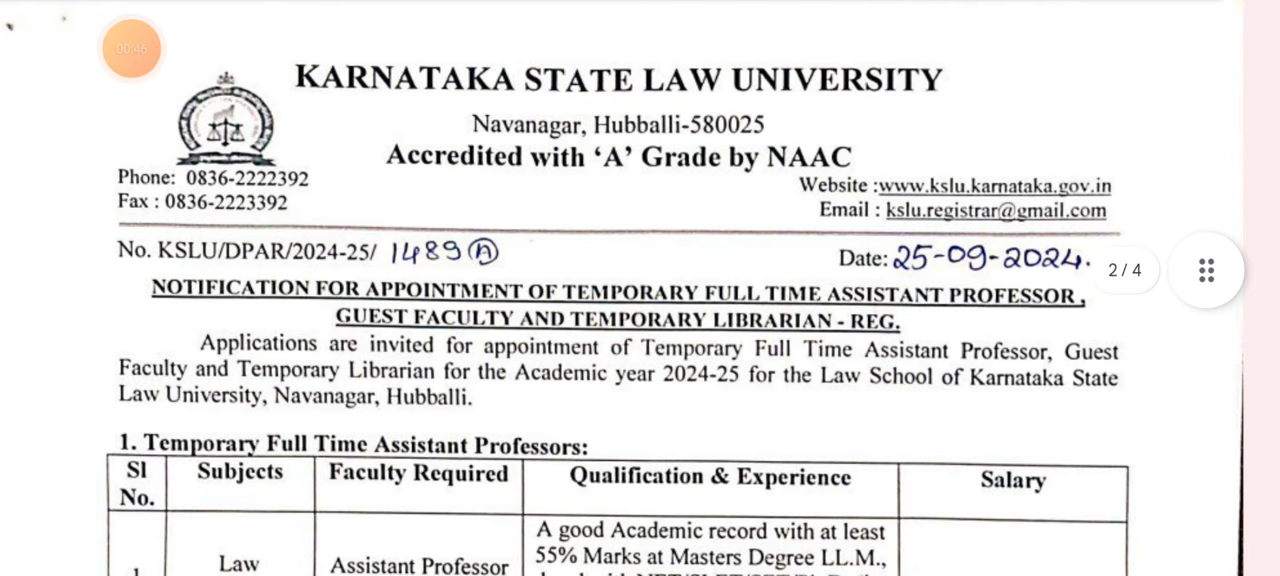 00:46
KARNATAKA STATE LAW UNIVERSITY
Navanagar, Hubballi-580025
Accredited with ‘A’ Grade by NAAC
Phone: 0836-2222392
Fax : 0836-2223392
Website :www.kslu.karnataka.gov.in
Email : kslu.registrar@gmail.com
No. KSLU/DPAR/2024-25/ 1489 A
Date: 25-09-2024.
2 / 4
NOTIFICATION FOR APPOINTMENT OF TEMPORARY FULL TIME ASSISTANT PROFESSOR ,
GUEST FACULTY AND TEMPORARY LIBRARIAN - REG.
Applications are invited for appointment of Temporary Full Time Assistant Professor, Guest
Faculty and Temporary Librarian for the Academic year 2024-25 for the Law School of Karnataka State
Law University, Navanagar, Hubballi.
1. Temporary Full Time Assistant Professors:
Sl No. Subjects Faculty Required Qualification & Experience Salary
A good Academic record with at least
55% Marks at Masters Degree LL.M.,
1 Law Assistant Professor